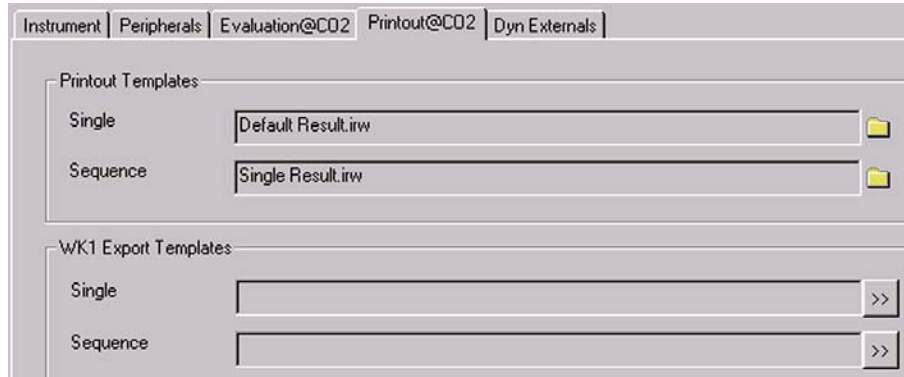 Instrument Peripherals Evaluation@CO2 Printout@CO2 Dyn Externals
Printout Templates
Single Default Result.irw
Sequence Single Result.irw
WK1 Export Templates
Single >>
Sequence >>